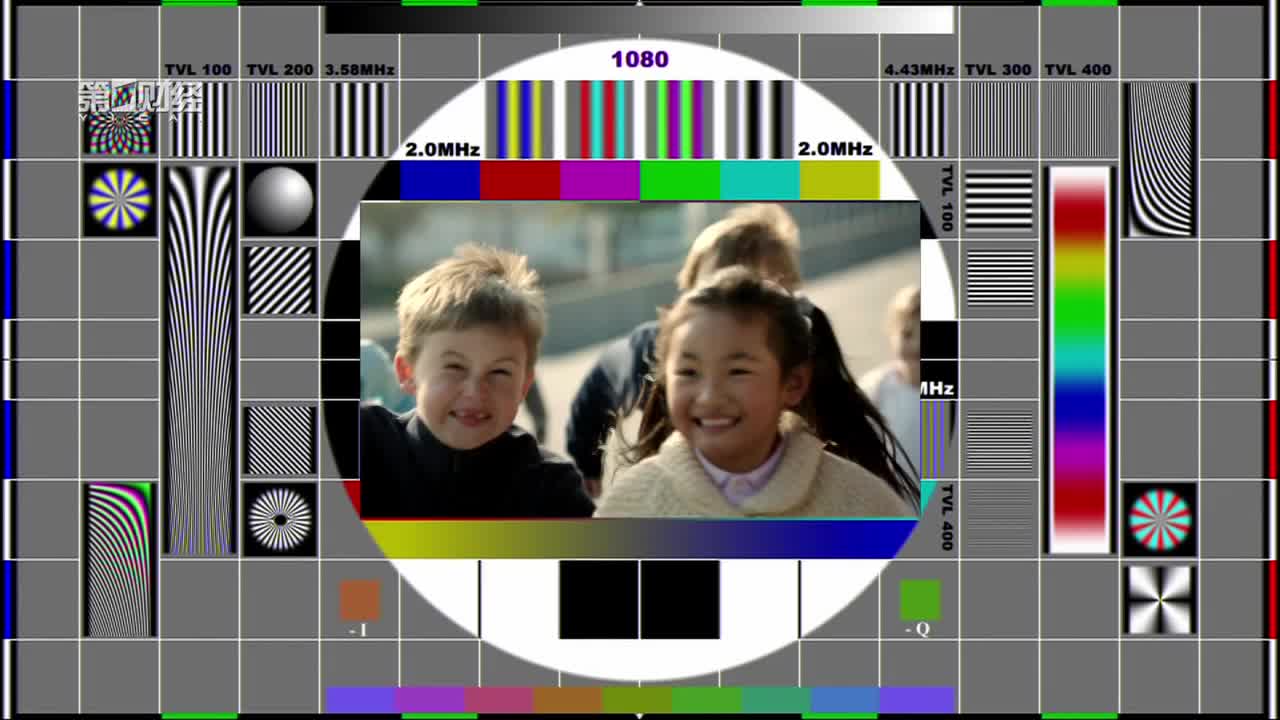 1080
TVL 100
TVL 200
3.58MHz
4.43MHz
TVL 300
TVL 400
第一财经
YICAI
2.0MHz
2.0MHz
TVL 100
MHz
TVL 400
- I
- Q